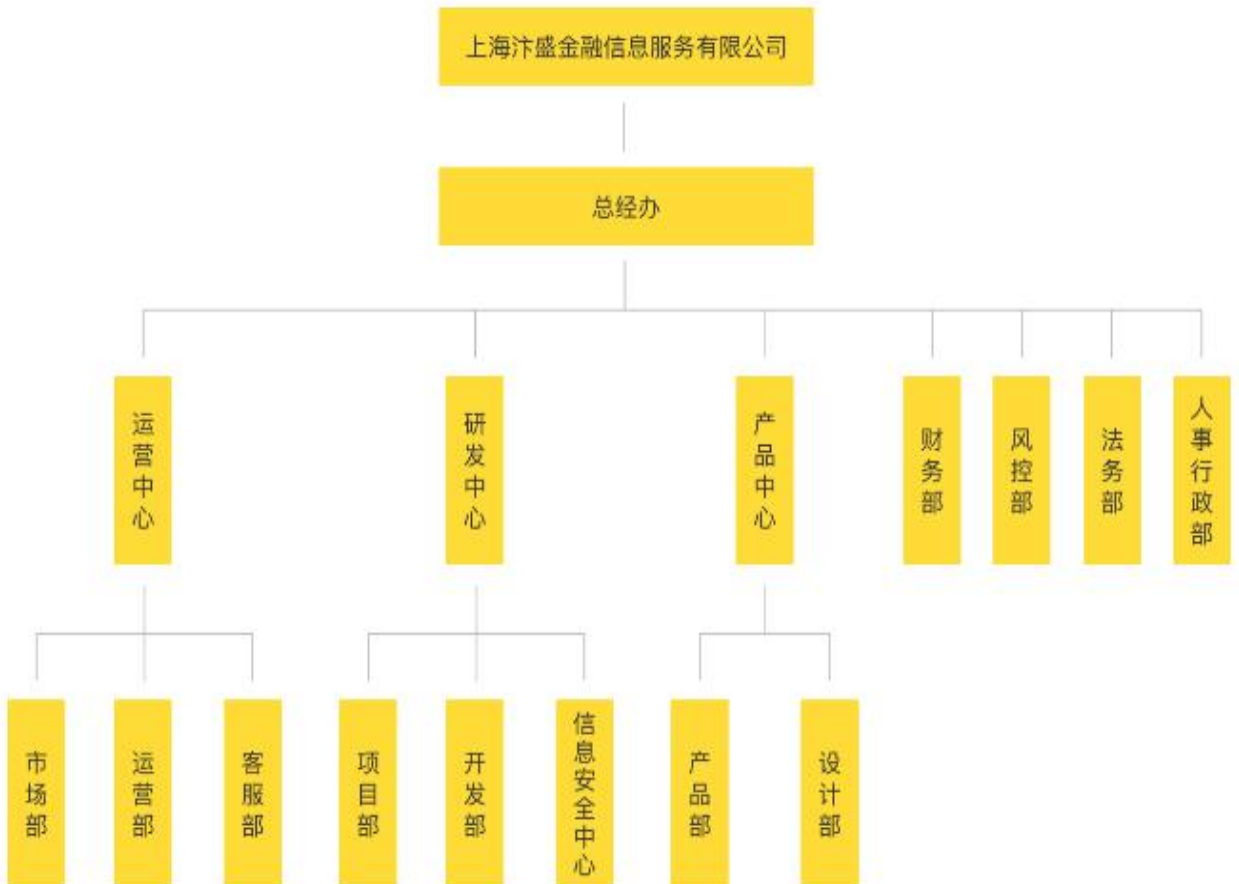 上海汴盛金融信息服务有限公司
总经办
运营中心
研发中心
产品中心
财务部
风控部
法务部
人事行政部
市场部
运营部
客服部
项目部
开发部
信息安全中心
产品部
设计部